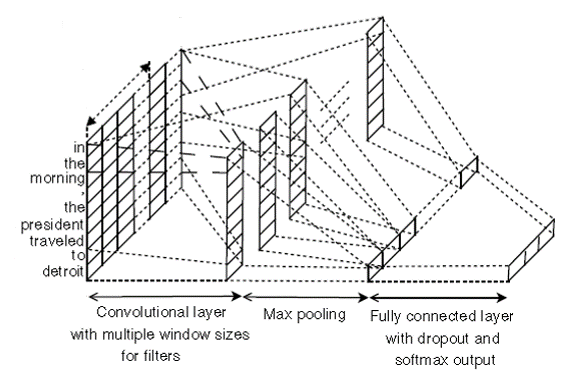 in
the
morning
,
the
president
traveled
to
detroit
Convolutional layer
with multiple window sizes
for filters
Max pooling
Fully connected layer
with dropout and
softmax output